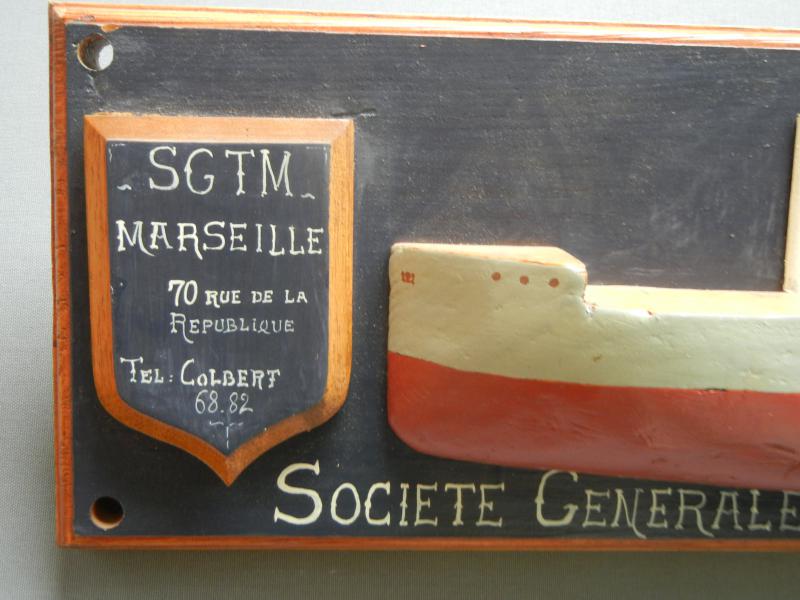 SGTM
MARSEILLE
70 RUE DE LA
REPUBLIQUE
TEL: COLBERT
68.82
SOCIETE GENERALE